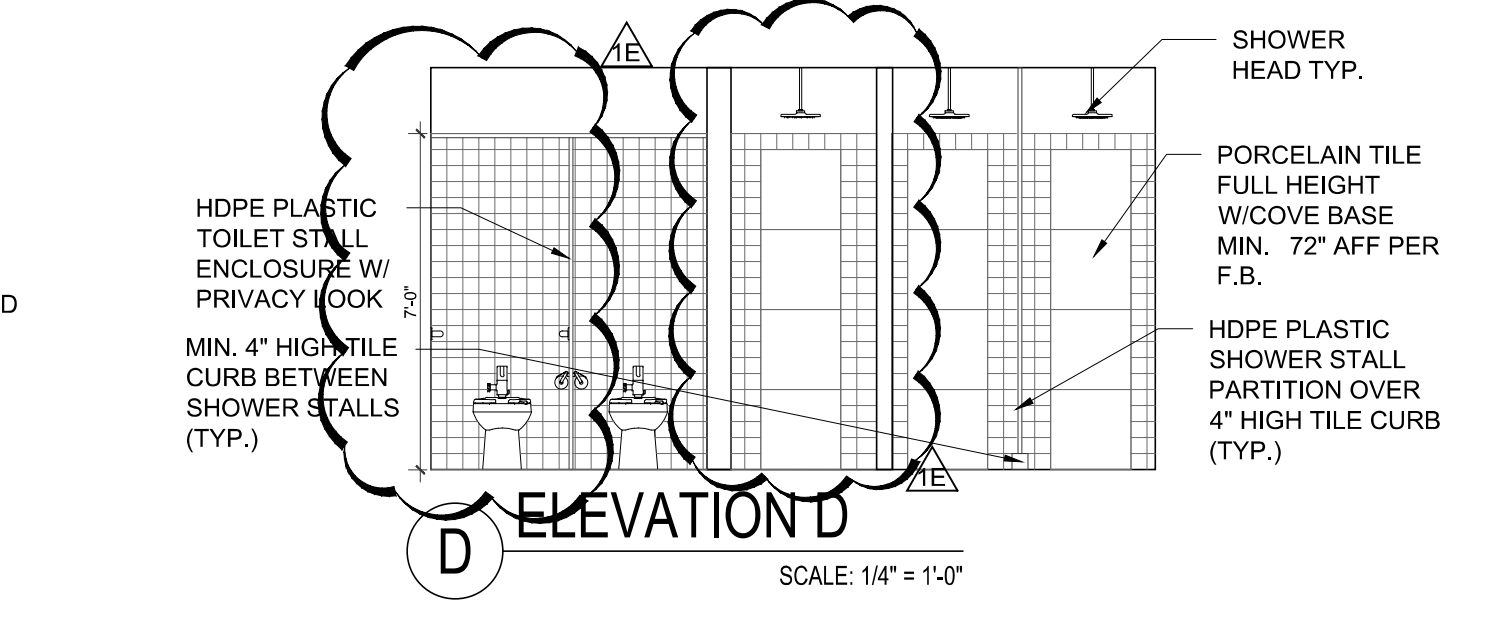 1E
SHOWER
HEAD TYP.
PORCELAIN TILE
FULL HEIGHT
W/COVE BASE
MIN. 72" AFF PER
F.B.
HDPE PLASTIC
TOILET STALL
ENCLOSURE W/
PRIVACY LOOK
D
7'-0"
MIN. 4" HIGH TILE
CURB BETWEEN
SHOWER STALLS
(TYP.)
HDPE PLASTIC
SHOWER STALL
PARTITION OVER
4" HIGH TILE CURB
(TYP.)
1E
D
ELEVATION D
SCALE: 1/4" = 1'-0"